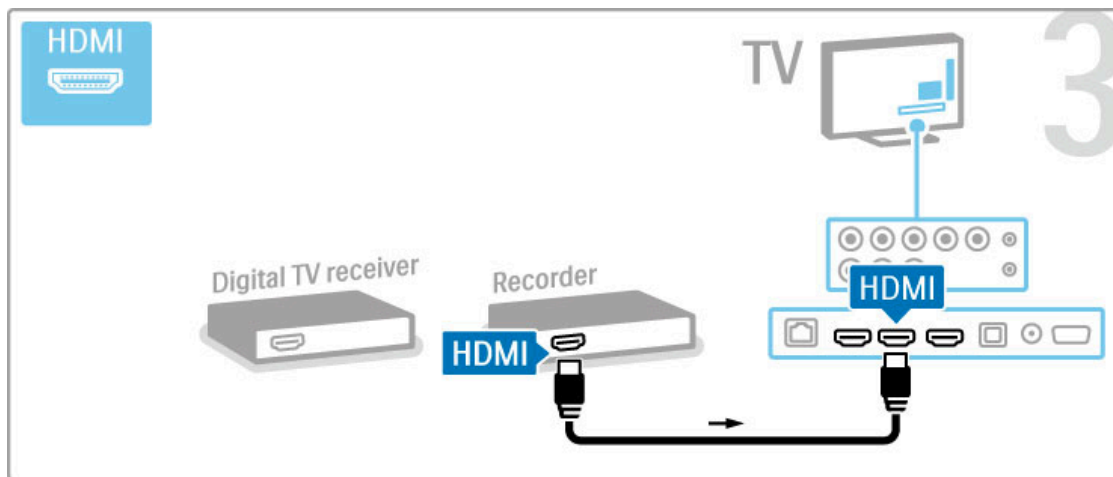 HDMI
TV
3
Digital TV receiver
Recorder
HDMI
HDMI